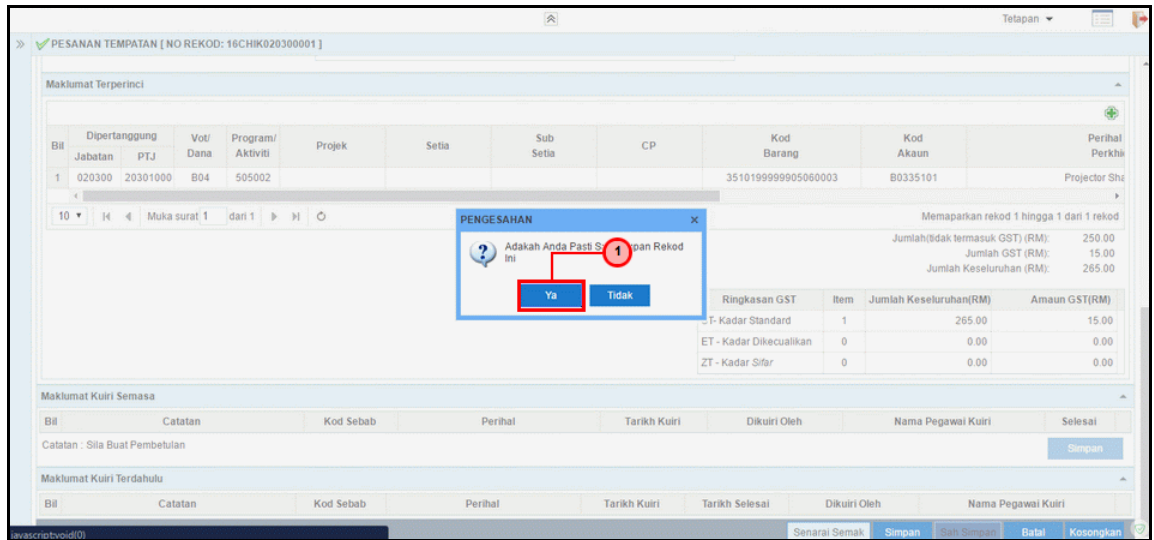 Tetapan
PESANAN TEMPATAN [ NO REKOD: 16CHIK020300001 ]
Maklumat Terperinci
Bil Dipertanggung Vot/ Dana Program/ Aktiviti Projek Setia Sub Setia CP Kod Barang Kod Akaun Perihal
Jabatan PTJ
1 020300 20301000 B04 505002 3510199999905060003 B0335101 Projector
10 Muka surat 1 dari 1 Memaparkan rekod 1 hingga 1 dari 1 rekod
PENGESAHAN x
Adakah Anda Pasti Rekod
Ini
1
Ya Tidak
Jumlah(tidak termasuk GST) (RM): 250.00
Jumlah GST (RM): 15.00
Jumlah Keseluruhan (RM): 265.00
Ringkasan GST Item Jumlah Keseluruhan(RM) Amaun GST(RM)
Kadar Standard 1 265.00 15.00
ET - Kadar Dikecualikan 0 0.00 0.00
ZT - Kadar Sifar 0 0.00 0.00
Maklumat Kuiri Semasa
Bil Catatan Kod Sebab Perihal Tarikh Kuiri Dikuiri Oleh Nama Pegawai Kuiri Selesai
Catatan : Sila Buat Pembetulan Simpan
Maklumat Kuiri Terdahulu
Bil Catatan Kod Sebab Perihal Tarikh Kuiri Tarikh Selesai Dikuiri Oleh Nama Pegawai Kuiri
javascript:void(0) Senarai Semak Simpan Sah Simpan Batal Kosongkan